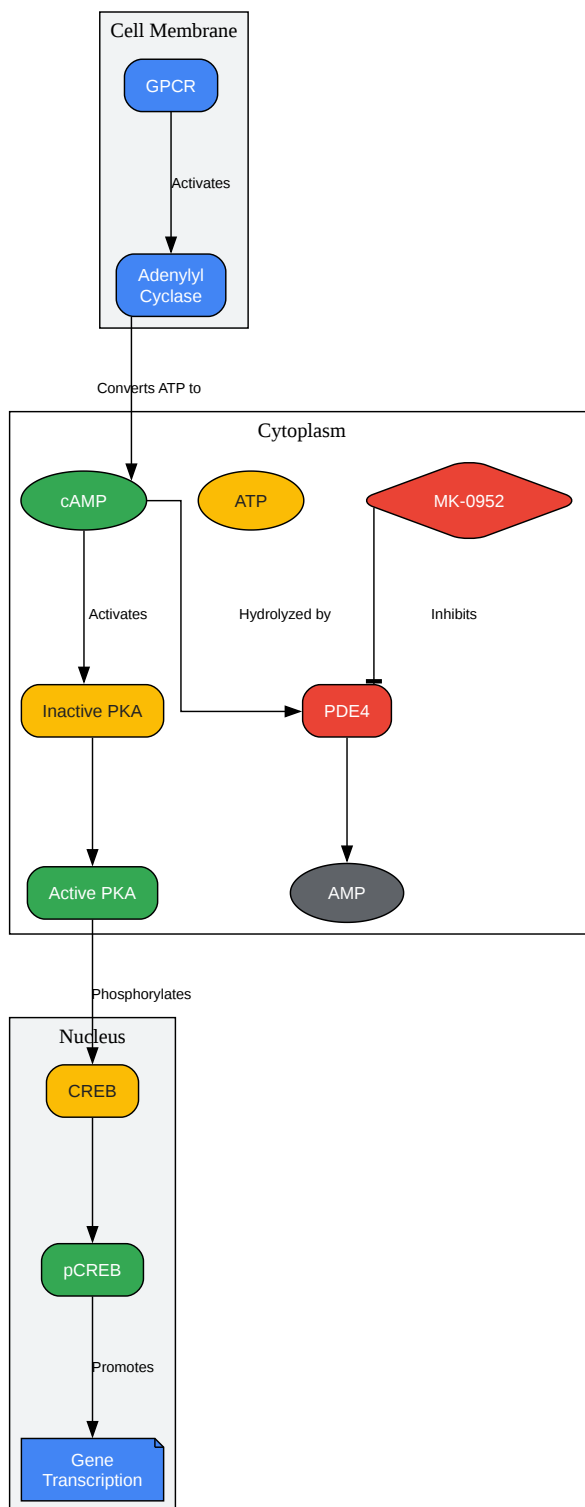 Cell Membrane
GPCR
Activates
Adenylyl
Cyclase
Converts ATP to
Cytoplasm
cAMP
ATP
MK-0952
Activates
Hydrolyzed by
Inhibits
Inactive PKA
PDE4
Active PKA
AMP
Phosphorylates
Nucleus
CREB
pCREB
Promotes
Gene
Transcription